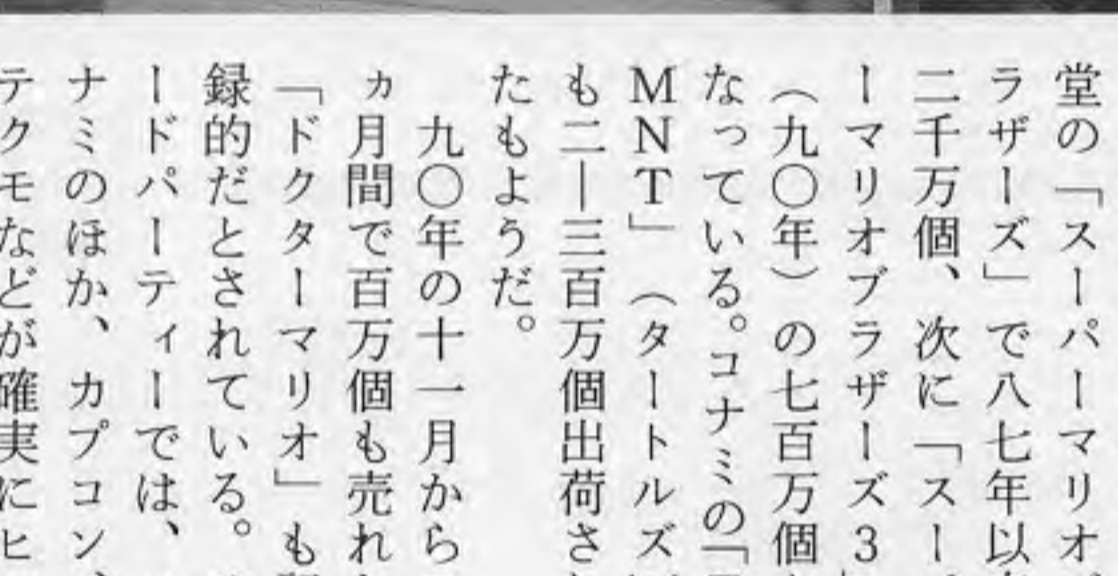 堂の「スーパーマリオ
ラザーズ」で八七年以
二千万個、次に「スー
ーマリオブラザーズ3
（九〇年）の七百万個
なっている。コナミの「
MNT」（タートルズ
も二―三百万個出荷さ
たもようだ。
九〇年の十一月から
ヵ月間で百万個も売れ
「ドクターマリオ」も
録的だとされている。
ードパーティーでは、
ナミのほか、カプコン、
テクモなどが確実にヒ